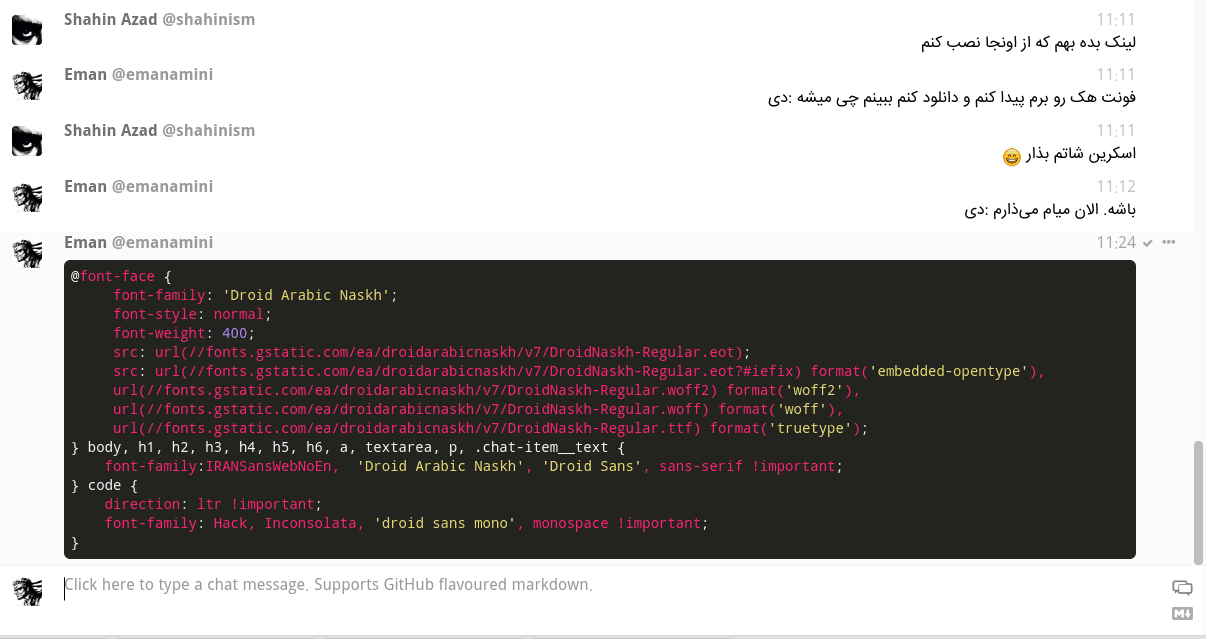 Shahin Azad @shahinism 11:11
لینک بده بهم که از اونجا نصب کنم
Eman @emanamini 11:11
فونت هک رو برم پیدا کنم و دانلود کنم ببینم چی میشه :دی
Shahin Azad @shahinism 11:11
اسکرین شاتم بذار 😄
Eman @emanamini 11:12
باشه. الان میام می‌ذارم :دی
Eman @emanamini 11:24
@font-face {
font-family: 'Droid Arabic Naskh';
font-style: normal;
font-weight: 400;
src: url(//fonts.gstatic.com/ea/droidarabicnaskh/v7/DroidNaskh-Regular.eot);
src: url(//fonts.gstatic.com/ea/droidarabicnaskh/v7/DroidNaskh-Regular.eot?#iefix) format('embedded-opentype'),
url(//fonts.gstatic.com/ea/droidarabicnaskh/v7/DroidNaskh-Regular.woff2) format('woff2'),
url(//fonts.gstatic.com/ea/droidarabicnaskh/v7/DroidNaskh-Regular.woff) format('woff'),
url(//fonts.gstatic.com/ea/droidarabicnaskh/v7/DroidNaskh-Regular.ttf) format('truetype');
} body, h1, h2, h3, h4, h5, h6, a, textarea, p, .chat-item__text {
font-family:IRANSansWebNoEn,  'Droid Arabic Naskh', 'Droid Sans', sans-serif !important;
} code {
direction: ltr !important;
font-family: Hack, Inconsolata, 'droid sans mono', monospace !important;
}
Click here to type a chat message. Supports GitHub flavoured markdown.
M